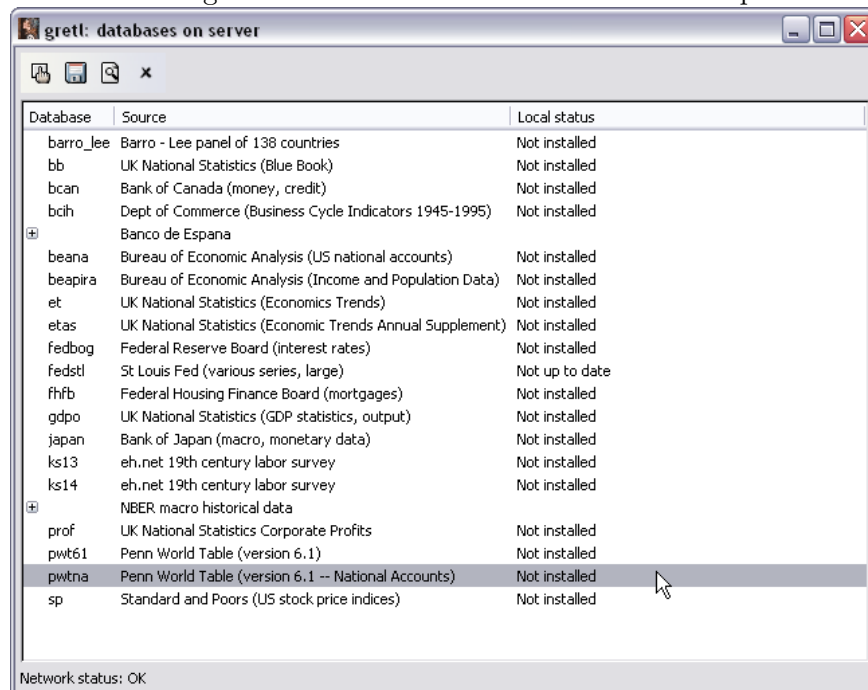 gretl: databases on server
Database Source Local status
barro_lee Barro - Lee panel of 138 countries Not installed
bb UK National Statistics (Blue Book) Not installed
bcan Bank of Canada (money, credit) Not installed
bcih Dept of Commerce (Business Cycle Indicators 1945-1995) Not installed
Banco de Espana
beana Bureau of Economic Analysis (US national accounts) Not installed
beapira Bureau of Economic Analysis (Income and Population Data) Not installed
et UK National Statistics (Economics Trends) Not installed
etas UK National Statistics (Economic Trends Annual Supplement) Not installed
fedbog Federal Reserve Board (interest rates) Not installed
fedstl St Louis Fed (various series, large) Not up to date
fhfb Federal Housing Finance Board (mortgages) Not installed
gdpo UK National Statistics (GDP statistics, output) Not installed
japan Bank of Japan (macro, monetary data) Not installed
ks13 eh.net 19th century labor survey Not installed
ks14 eh.net 19th century labor survey Not installed
NBER macro historical data
prof UK National Statistics Corporate Profits Not installed
pwt61 Penn World Table (version 6.1) Not installed
pwtna Penn World Table (version 6.1 -- National Accounts) Not installed
sp Standard and Poors (US stock price indices) Not installed
Network status: OK